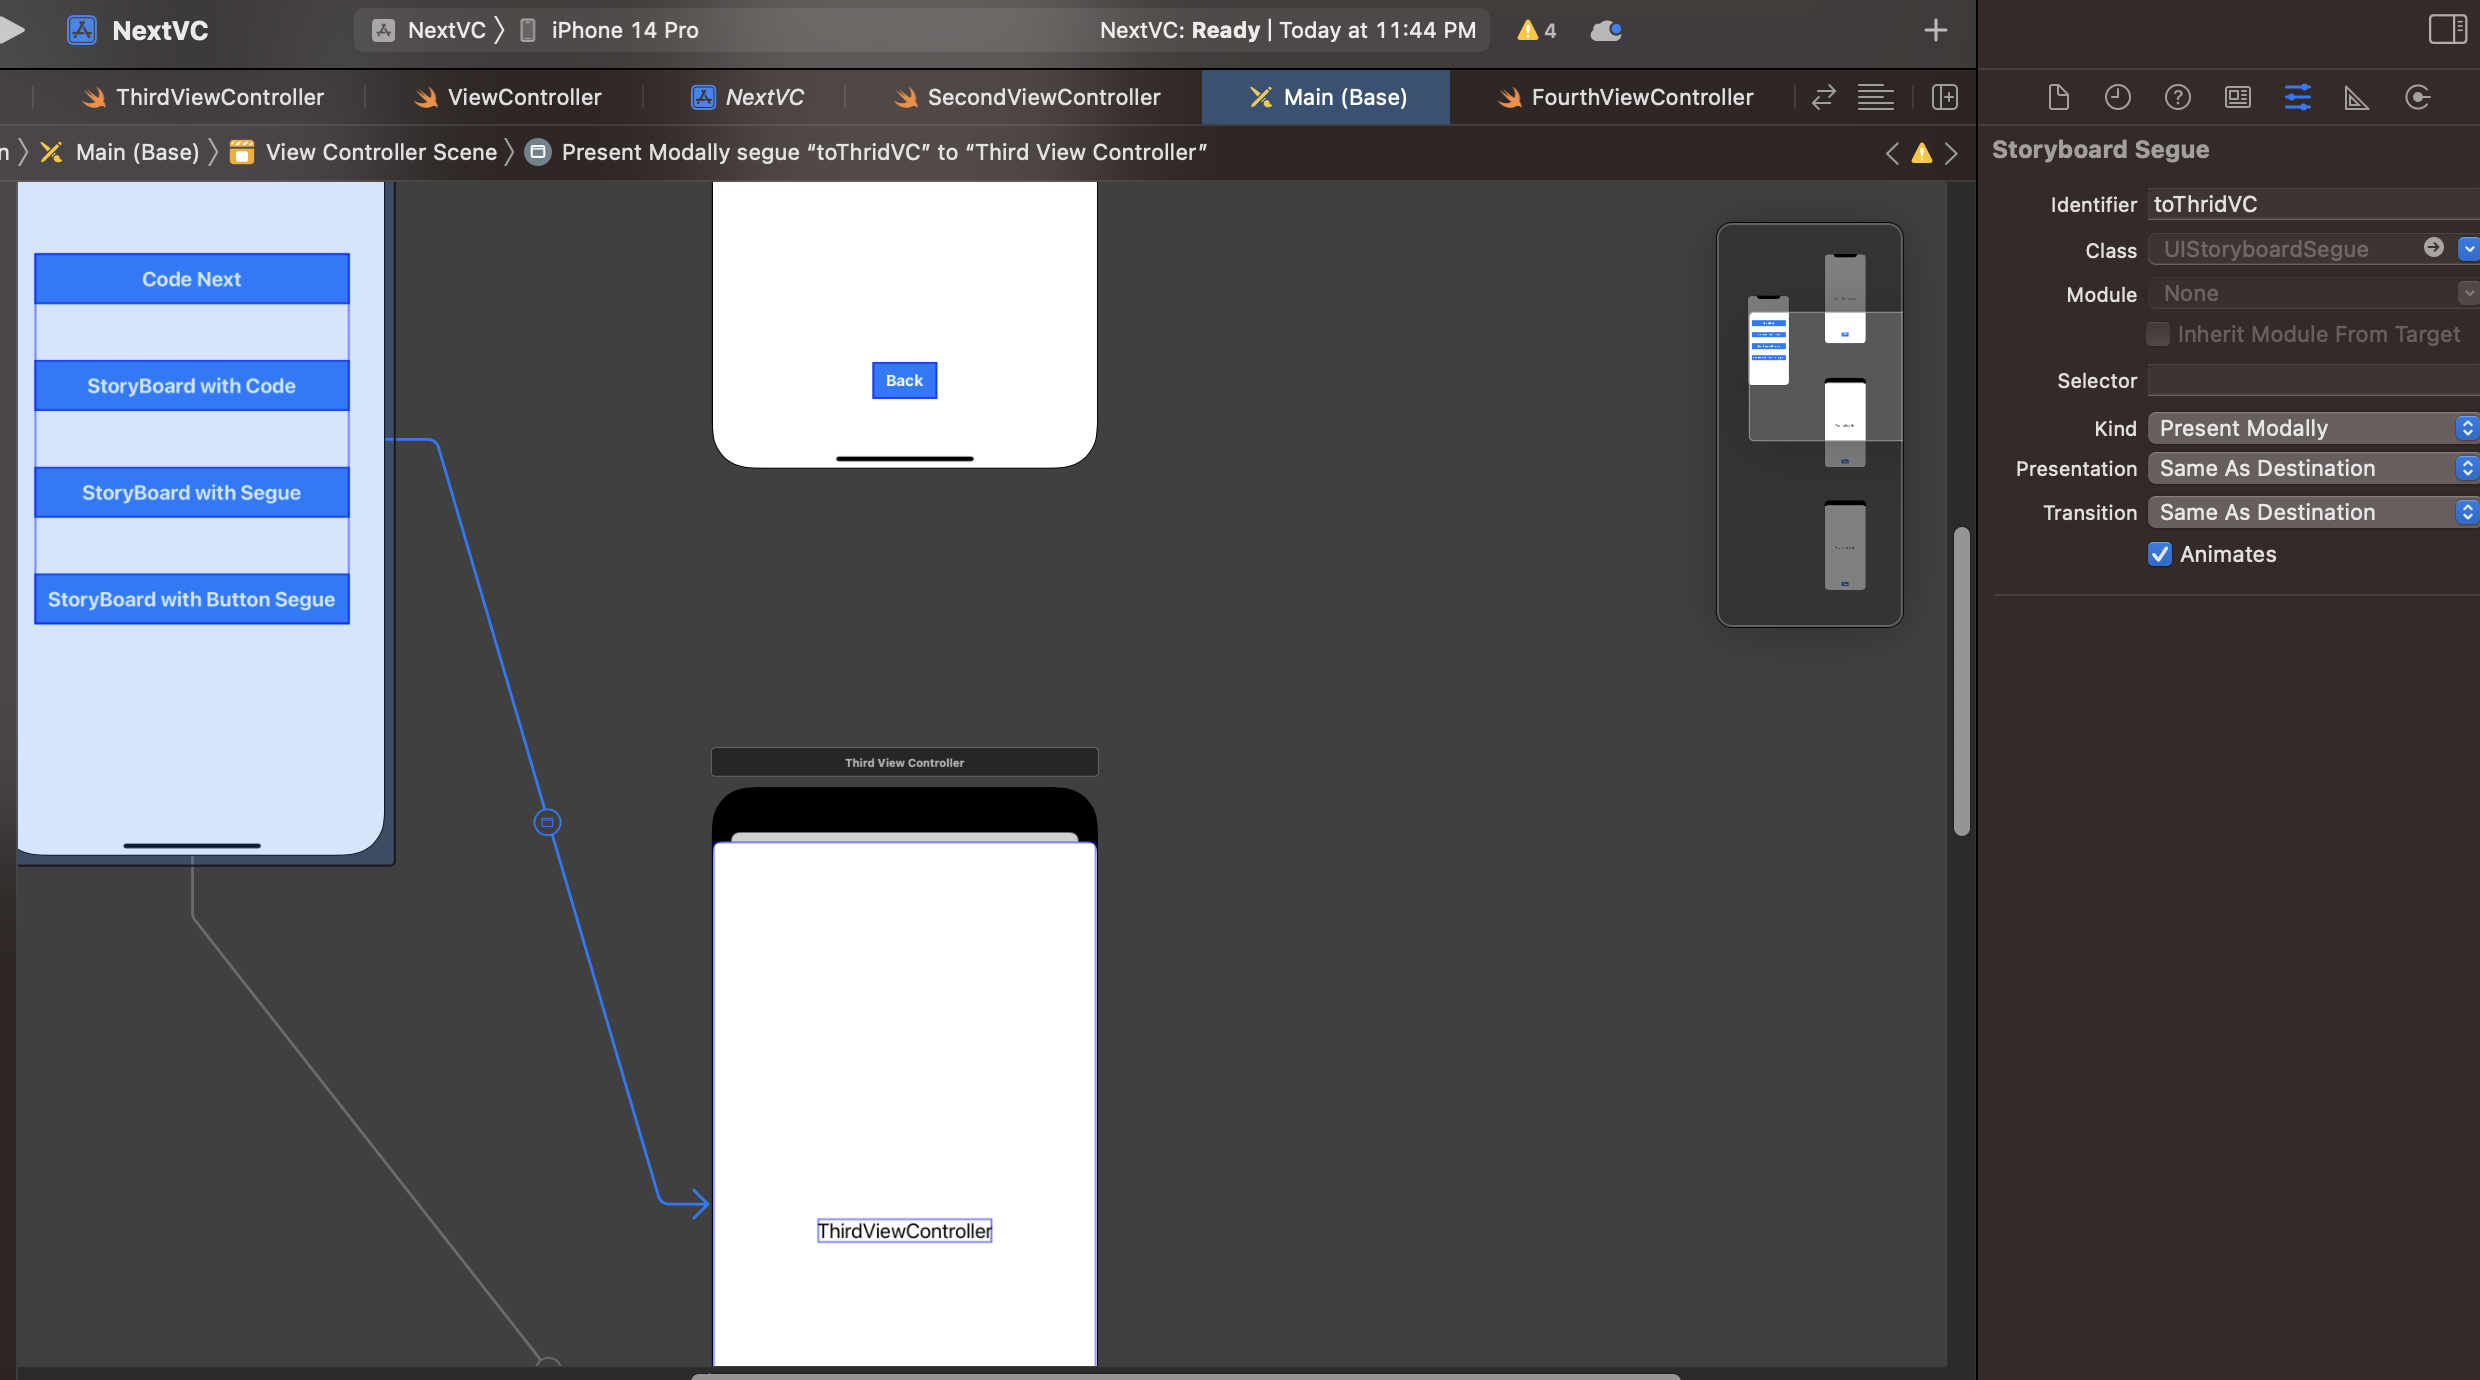 NextVC
NextVC 〉 iPhone 14 Pro
NextVC: Ready | Today at 11:44 PM
4
ThirdViewController
ViewController
NextVC
SecondViewController
Main (Base)
FourthViewController
n 〉 Main (Base) 〉 View Controller Scene 〉 Present Modally segue “toThridVC” to “Third View Controller”
Code Next
StoryBoard with Code
StoryBoard with Segue
StoryBoard with Button Segue
Back
Third View Controller
ThirdViewController
Storyboard Segue
Identifier toThridVC
Class UIStoryboardSegue
Module None
Inherit Module From Target
Selector
Kind Present Modally
Presentation Same As Destination
Transition Same As Destination
Animates